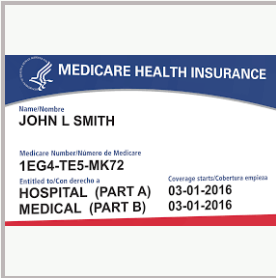 MEDICARE HEALTH INSURANCE
Name/Nombre
JOHN L SMITH
Medicare Number/Número de Medicare
1EG4-TE5-MK72
Entitled to/Con derecho a
Coverage starts/Cobertura empieza
HOSPITAL (PART A) 03-01-2016
MEDICAL (PART B) 03-01-2016